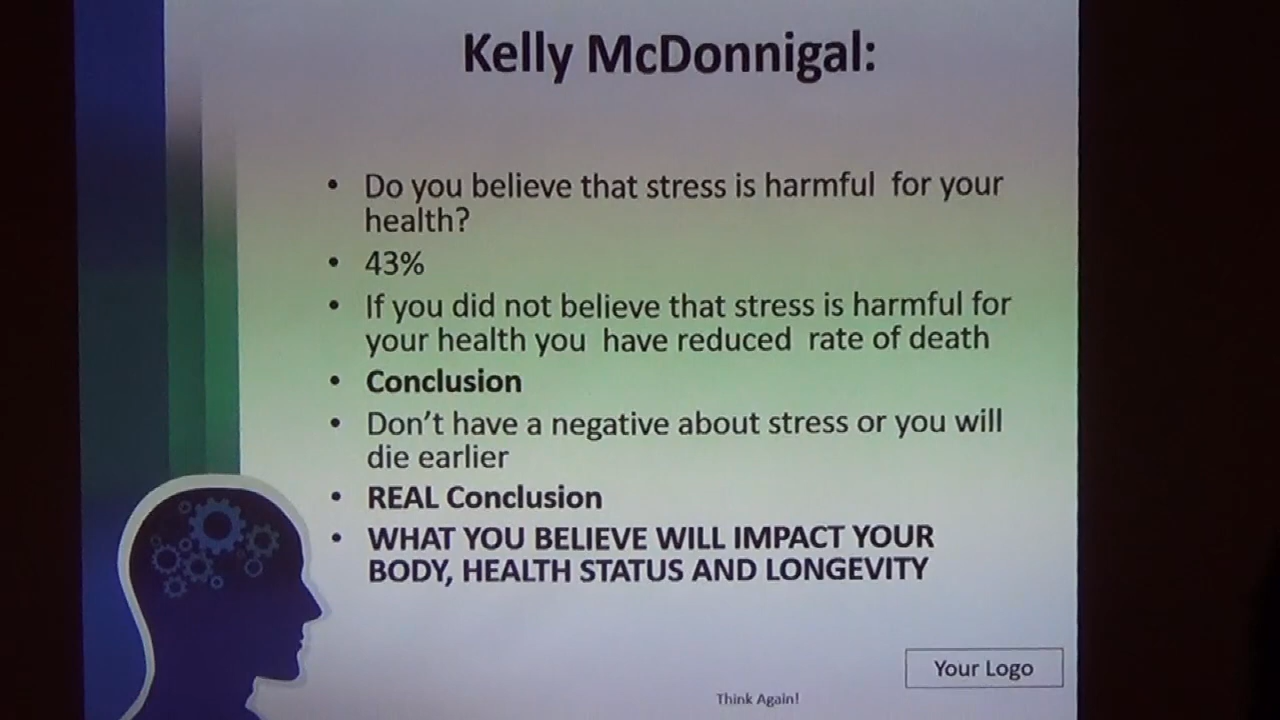 Kelly McDonnigal:
• Do you believe that stress is harmful for your
health?
• 43%
• If you did not believe that stress is harmful for
your health you have reduced rate of death
• Conclusion
• Don't have a negative about stress or you will
die earlier
• REAL Conclusion
• WHAT YOU BELIEVE WILL IMPACT YOUR
BODY, HEALTH STATUS AND LONGEVITY
Your Logo
Think Again!